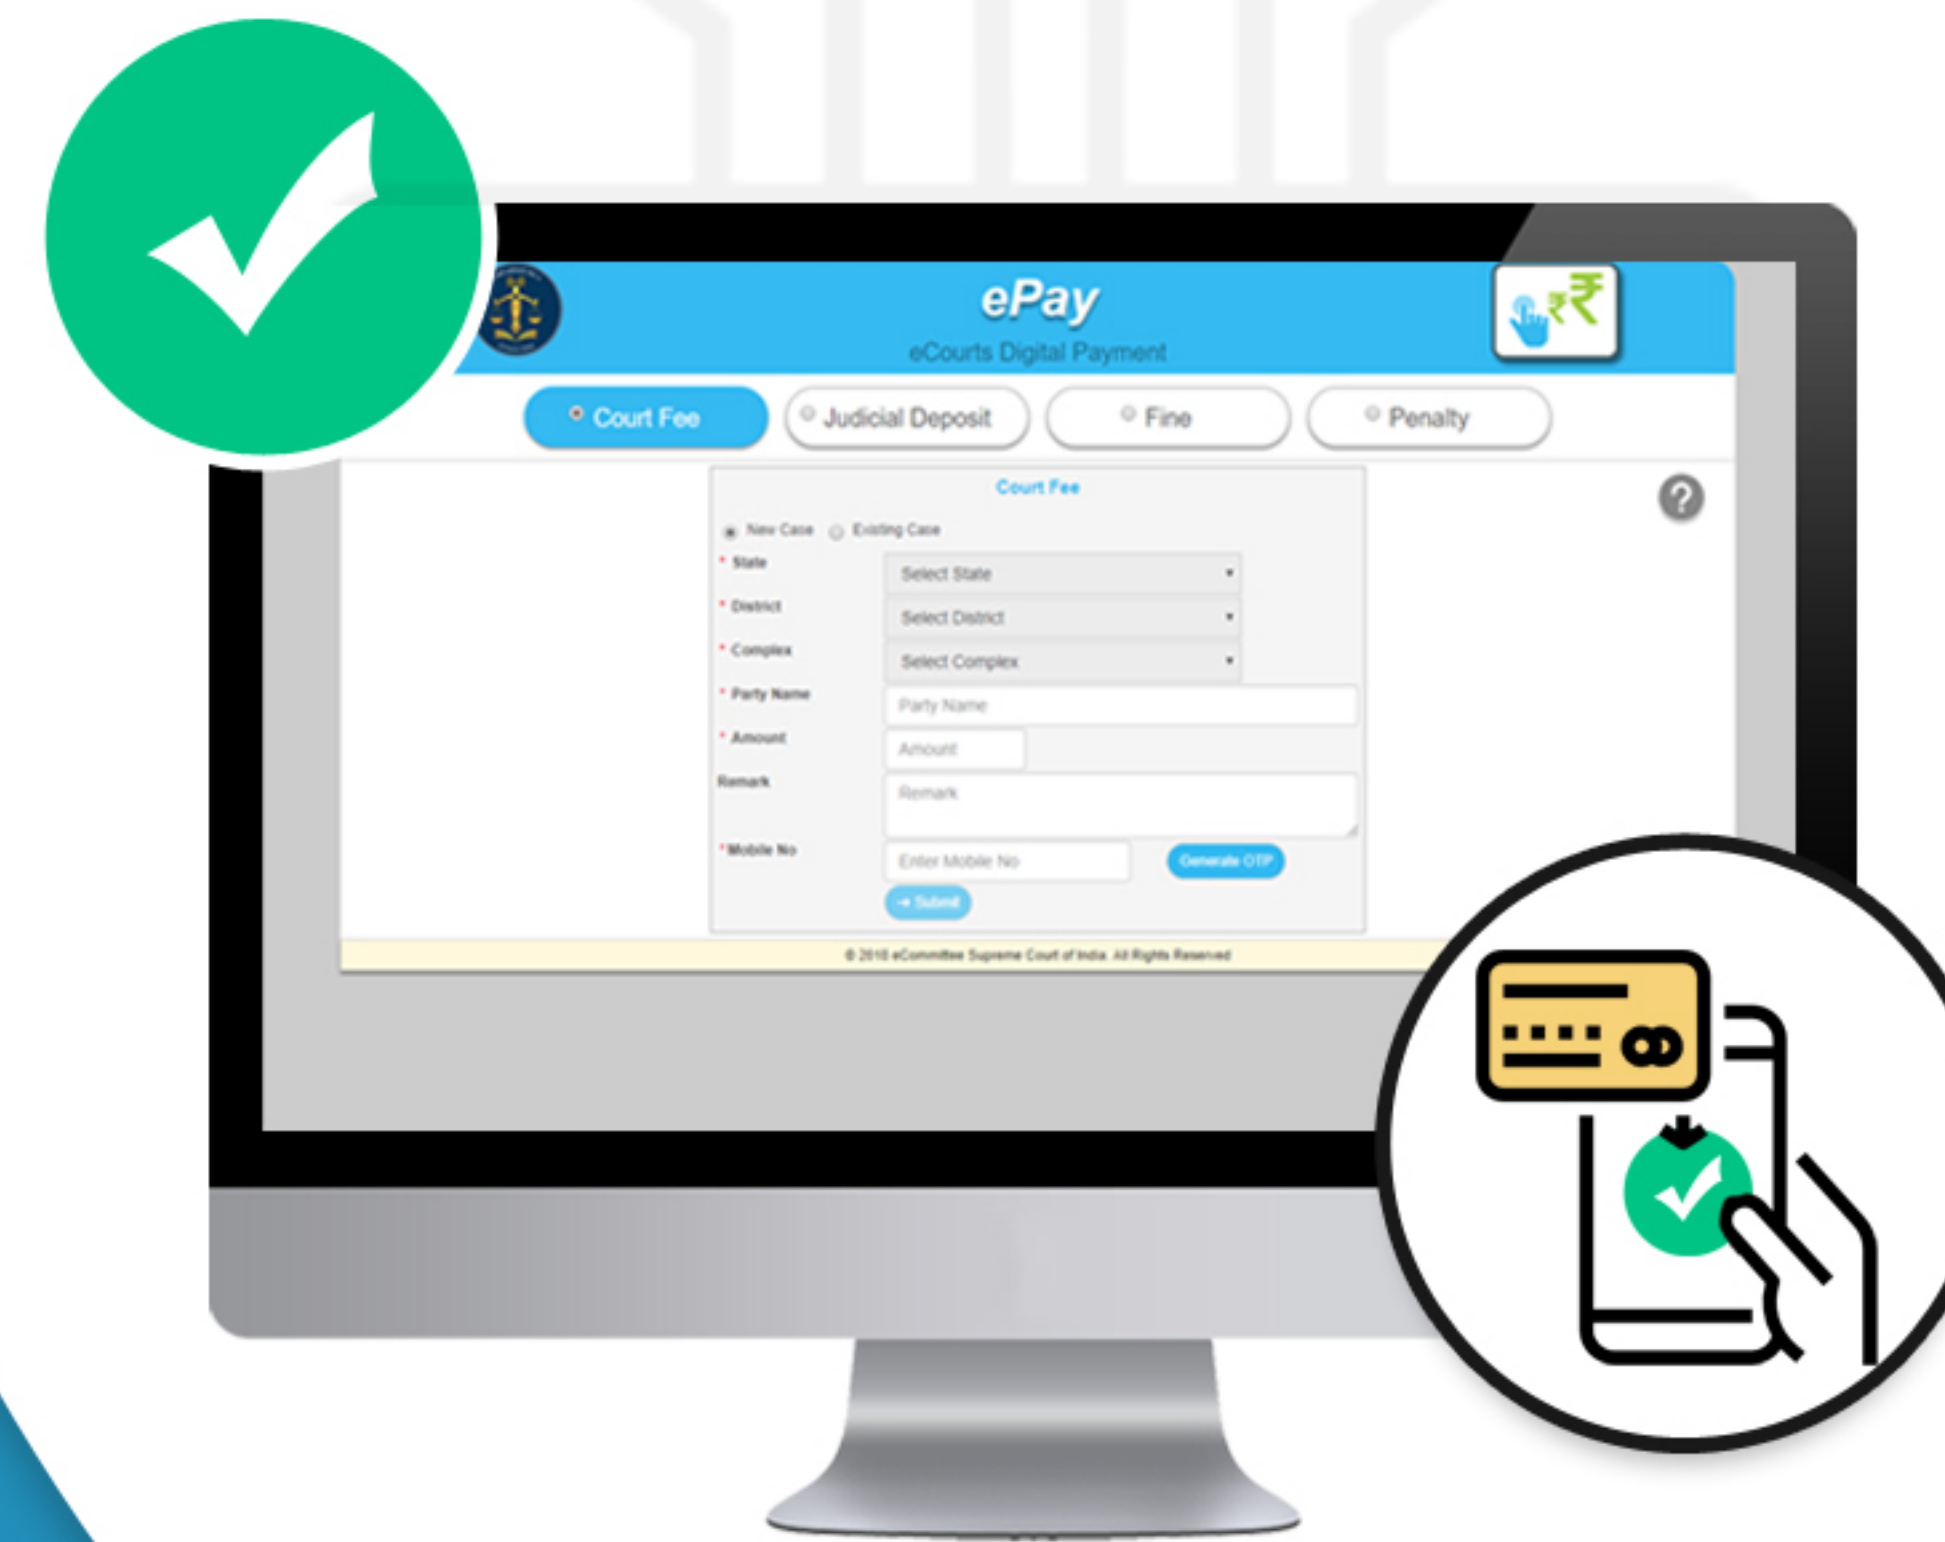 ePay
eCourts Digital Payment
Court Fee
Judicial Deposit
Fine
Penalty
Court Fee
New Case Existing Case
* State
Select State
* District
Select District
* Complex
Select Complex
* Party Name
Party Name
* Amount
Amount
Remark
Remark
* Mobile No
Enter Mobile No
Generate OTP
Submit
© 2018 eCommittee Supreme Court of India. All Rights Reserved